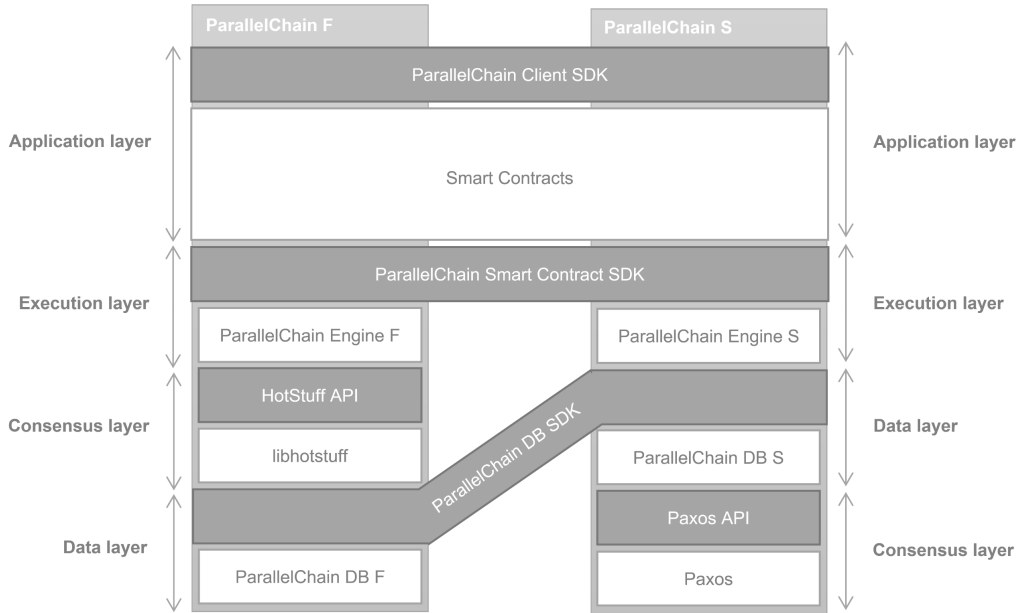 ParallelChain F
ParallelChain S
ParallelChain Client SDK
Application layer
Application layer
Smart Contracts
ParallelChain Smart Contract SDK
Execution layer
Execution layer
ParallelChain Engine F
ParallelChain Engine S
HotStuff API
Consensus layer
Data layer
libhotstuff
ParallelChain DB SDK
ParallelChain DB S
Paxos API
Data layer
Consensus layer
ParallelChain DB F
Paxos